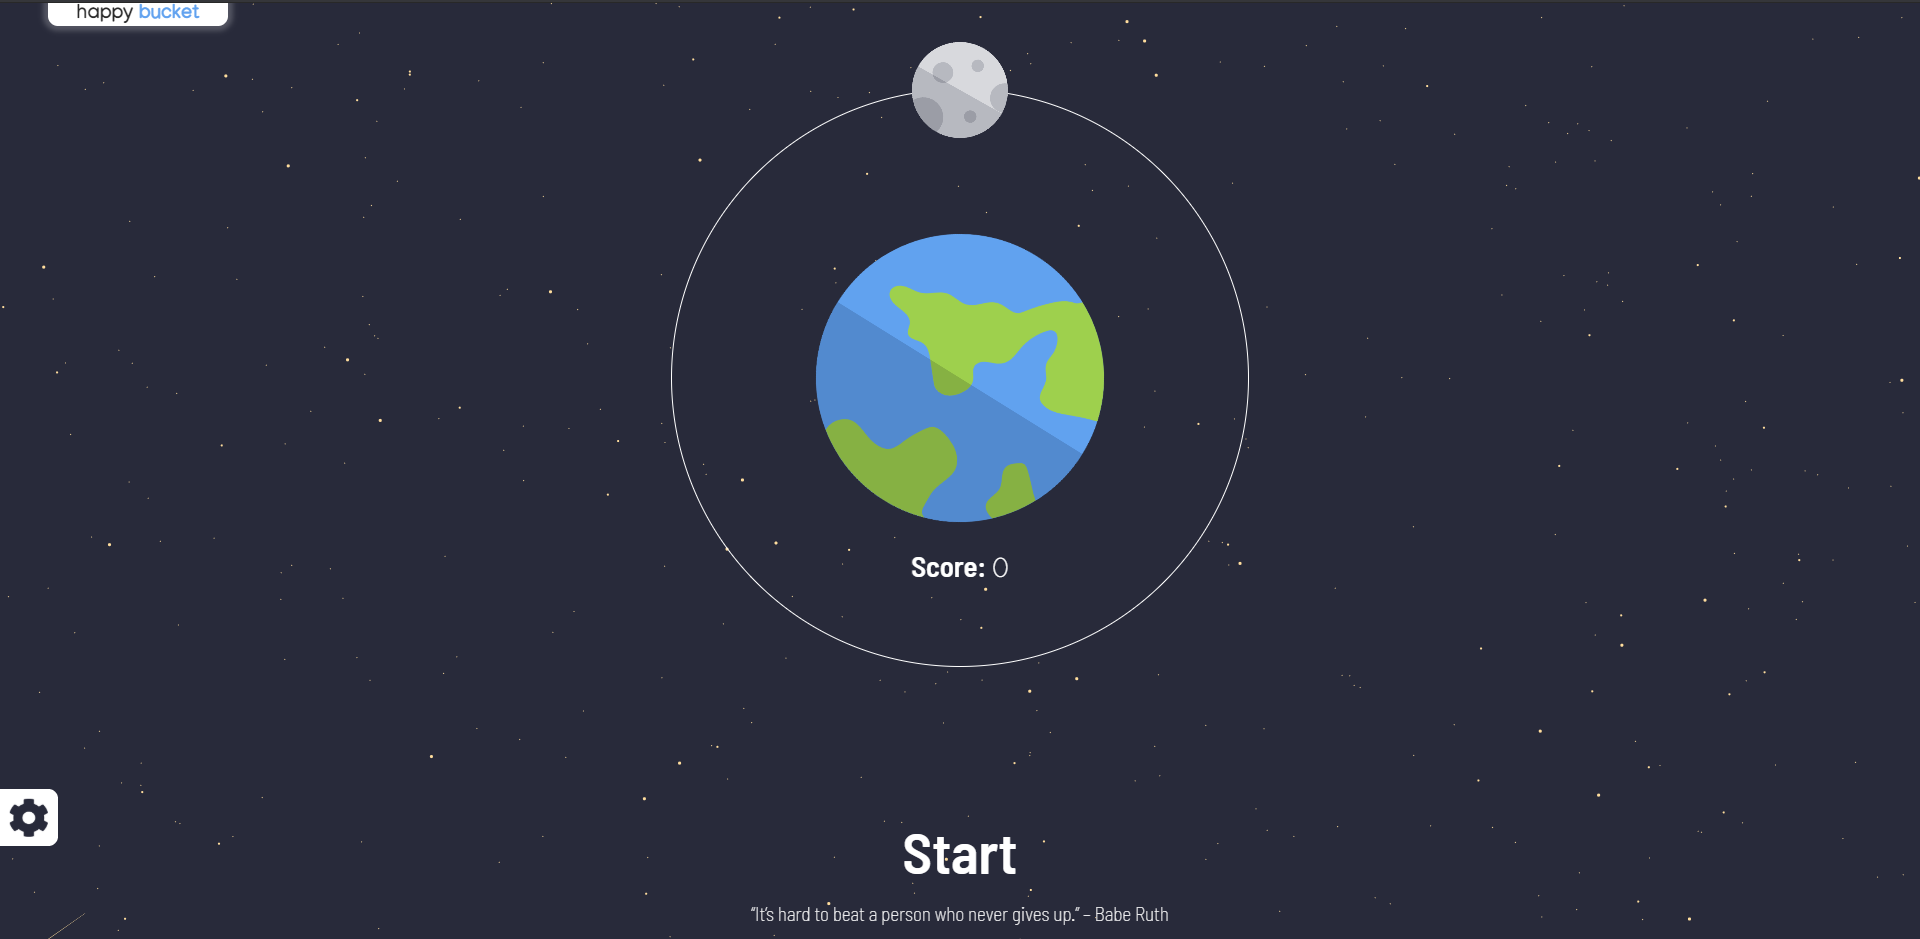 happy bucket
Score: 0
Start
“It’s hard to beat a person who never gives up.” – Babe Ruth